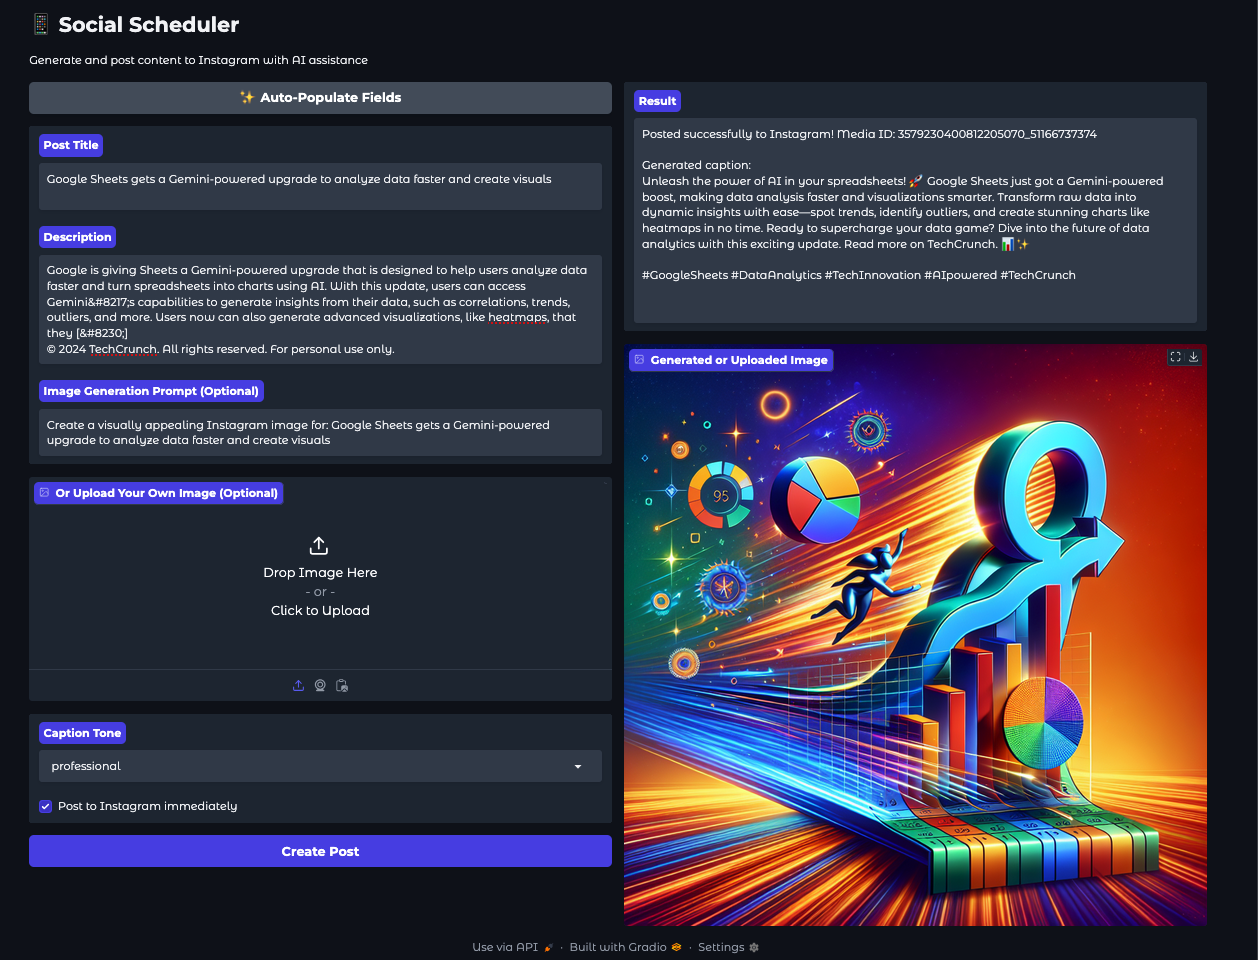 📱 Social Scheduler
Generate and post content to Instagram with AI assistance
✨ Auto-Populate Fields
Post Title
Google Sheets gets a Gemini-powered upgrade to analyze data faster and create visuals
Description
Google is giving Sheets a Gemini-powered upgrade that is designed to help users analyze data
faster and turn spreadsheets into charts using AI. With this update, users can access
Gemini&#8217;s capabilities to generate insights from their data, such as correlations, trends,
outliers, and more. Users now can also generate advanced visualizations, like heatmaps, that
they [&#8230;]
© 2024 TechCrunch. All rights reserved. For personal use only.
Image Generation Prompt (Optional)
Create a visually appealing Instagram image for: Google Sheets gets a Gemini-powered
upgrade to analyze data faster and create visuals
Or Upload Your Own Image (Optional)
Drop Image Here
- or -
Click to Upload
Caption Tone
professional
Post to Instagram immediately
Create Post
Result
Posted successfully to Instagram! Media ID: 3579230400812205070_51166737374
Generated caption:
Unleash the power of AI in your spreadsheets! 🚀 Google Sheets just got a Gemini-powered
boost, making data analysis faster and visualizations smarter. Transform raw data into
dynamic insights with ease—spot trends, identify outliers, and create stunning charts like
heatmaps in no time. Ready to supercharge your data game? Dive into the future of data
analytics with this exciting update. Read more on TechCrunch. 📊✨
#GoogleSheets #DataAnalytics #TechInnovation #AIpowered #TechCrunch
Generated or Uploaded Image
95
Use via API · Built with Gradio · Settings